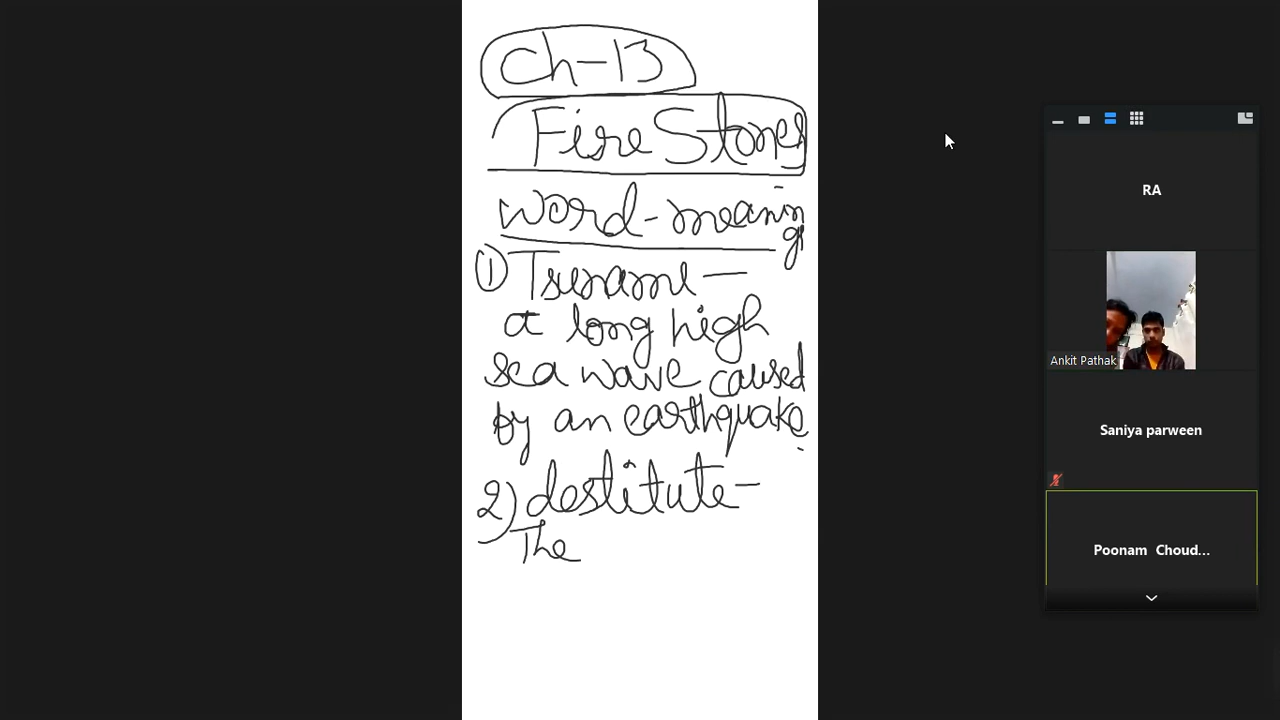 Ch-13
Fire Stones
word-meaning
① Tsuname—
a long high
sea wave caused
by an earthquake.
2) destitute—
The
RA
Ankit Pathak
Saniya parween
Poonam Choud...